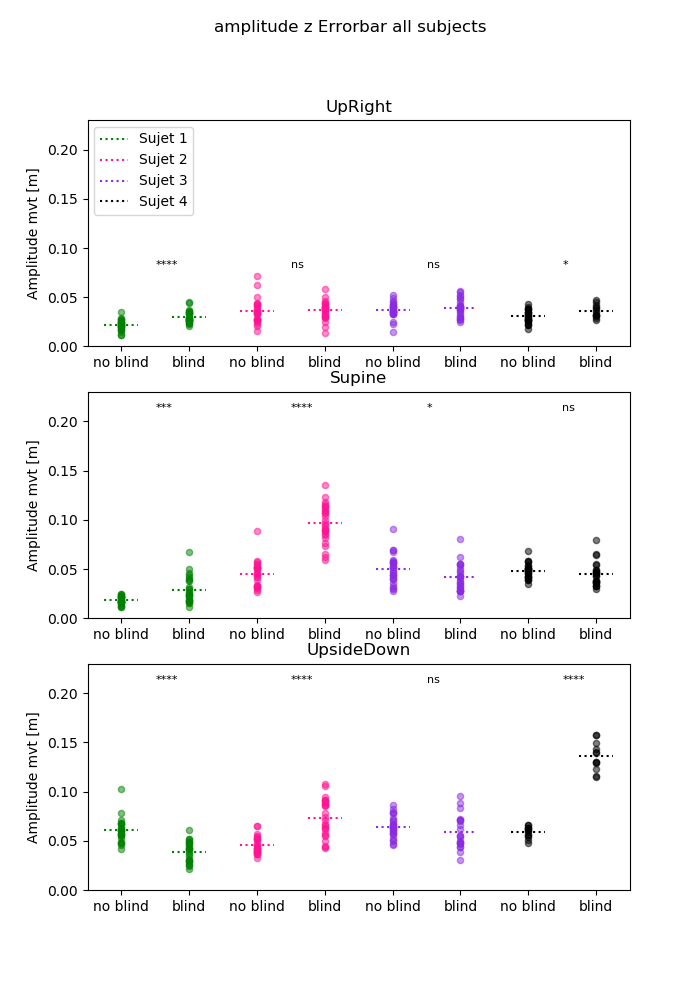 amplitude z Errorbar all subjects
UpRight
Amplitude mvt [m]
0.20
0.15
0.10
0.05
0.00
Sujet 1
Sujet 2
Sujet 3
Sujet 4
**** ns ns *
no blind blind no blind blind no blind blind no blind blind
Supine
Amplitude mvt [m]
0.20
0.15
0.10
0.05
0.00
*** **** * ns
no blind blind no blind blind no blind blind no blind blind
UpsideDown
Amplitude mvt [m]
0.20
0.15
0.10
0.05
0.00
**** **** ns ****
no blind blind no blind blind no blind blind no blind blind